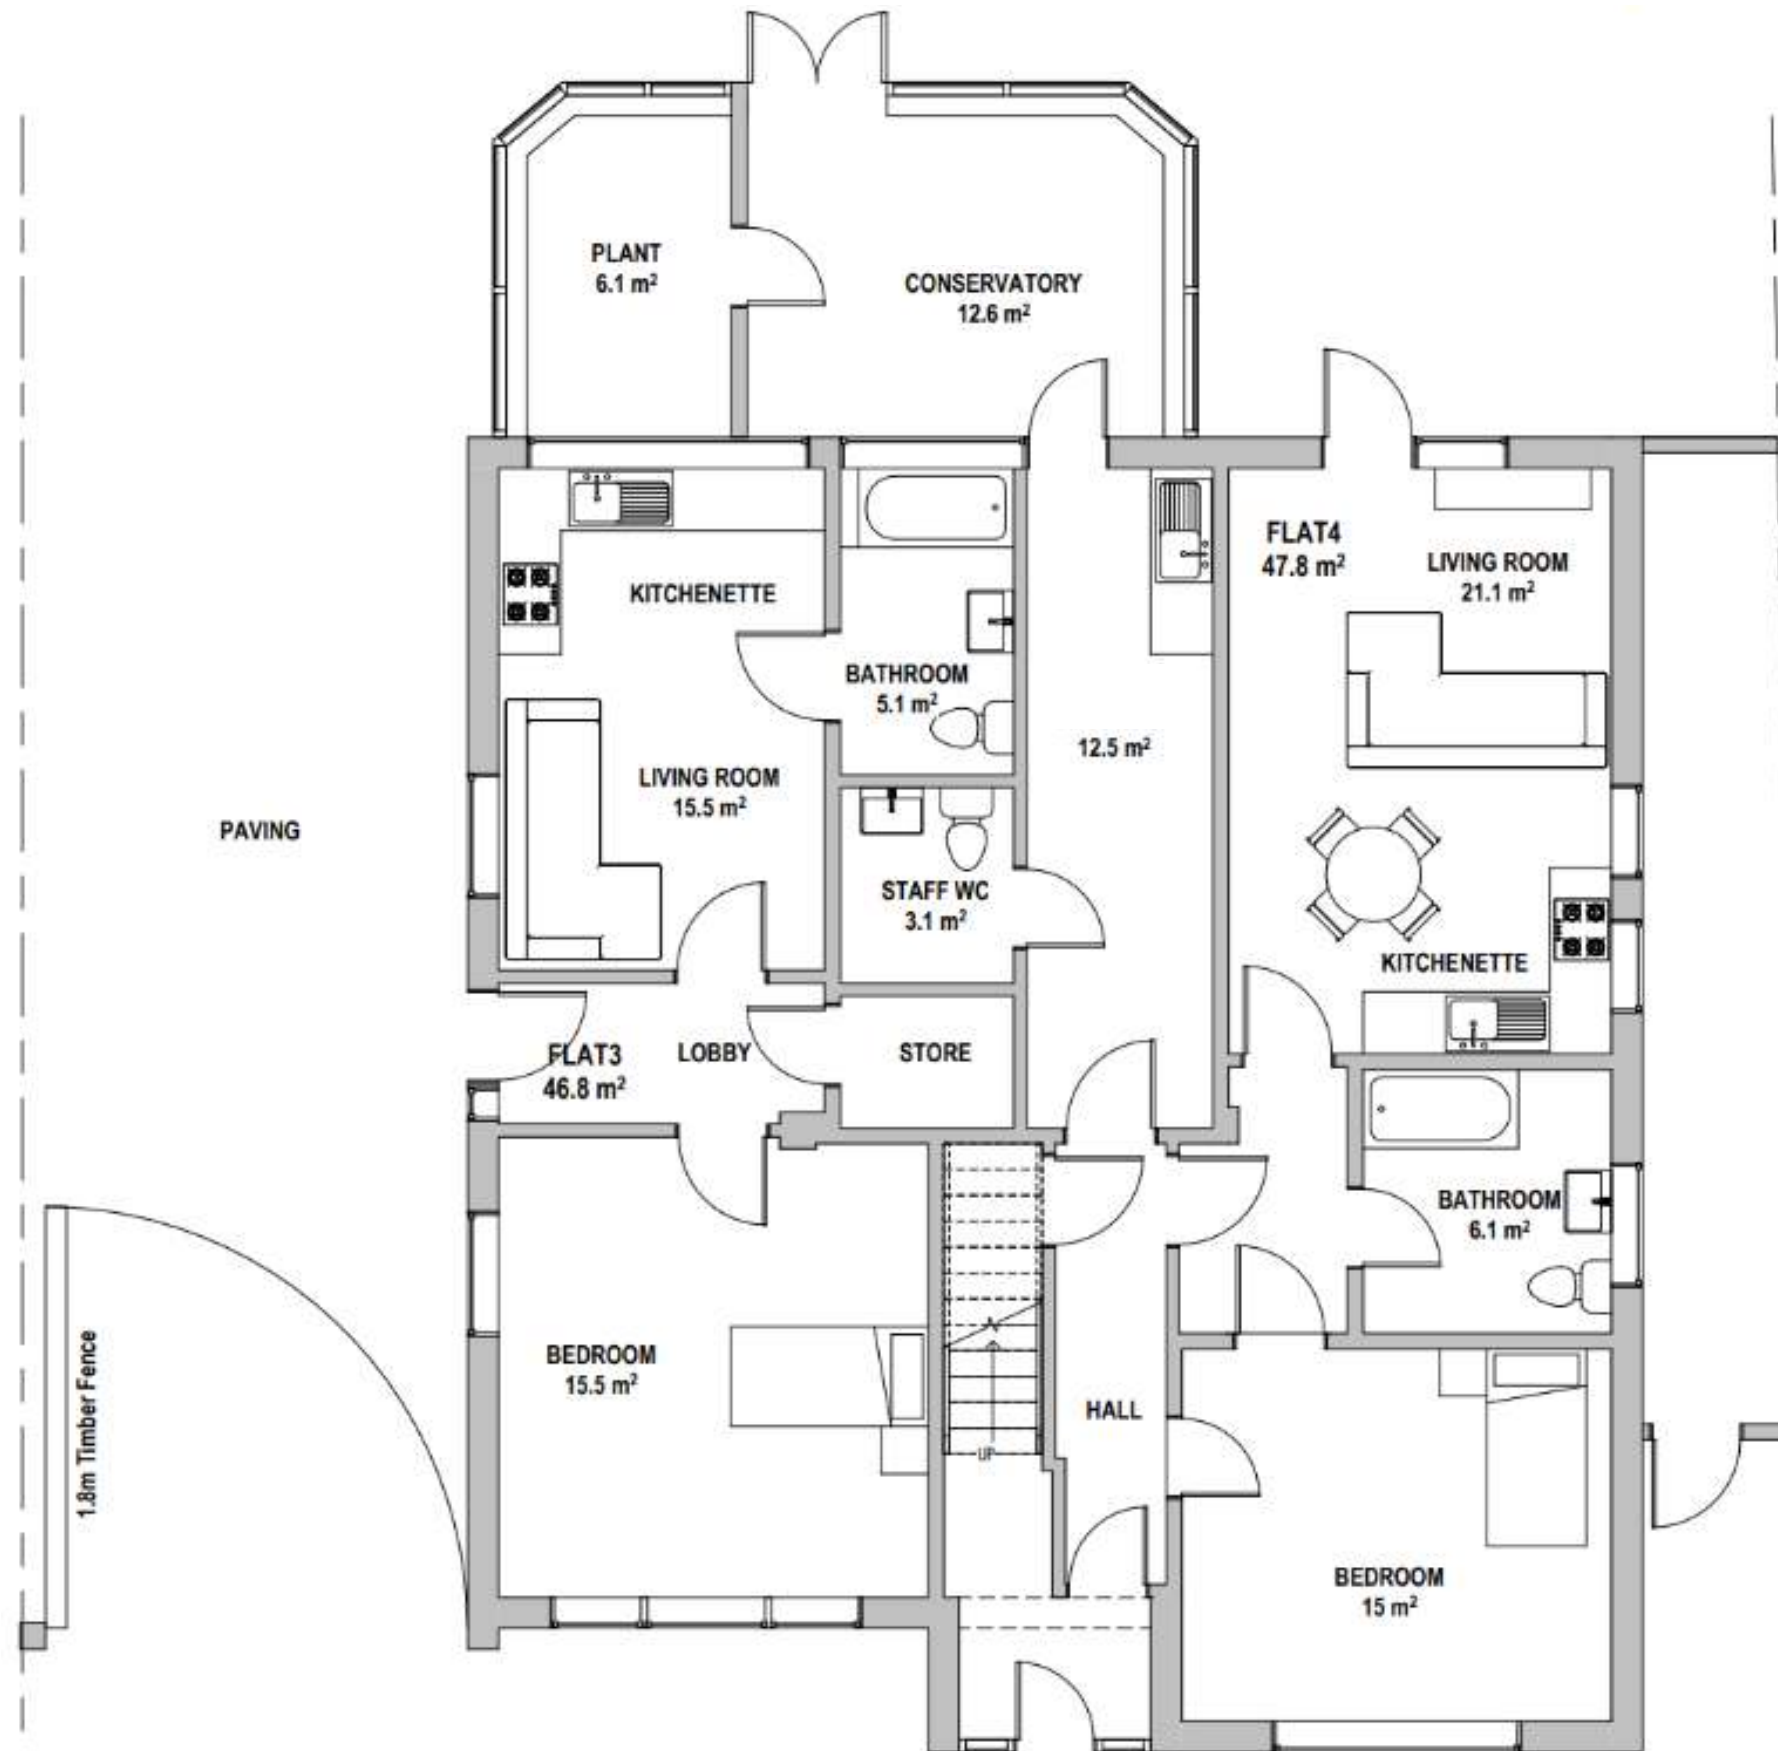 PLANT
6.1 m²
CONSERVATORY
12.6 m²
FLAT4
47.8 m²
LIVING ROOM
21.1 m²
KITCHENETTE
BATHROOM
5.1 m²
12.5 m²
LIVING ROOM
15.5 m²
PAVING
STAFF WC
3.1 m²
KITCHENETTE
FLAT3
46.8 m²
LOBBY
STORE
BATHROOM
6.1 m²
BEDROOM
15.5 m²
HALL
UP
1.8m Timber Fence
BEDROOM
15 m²